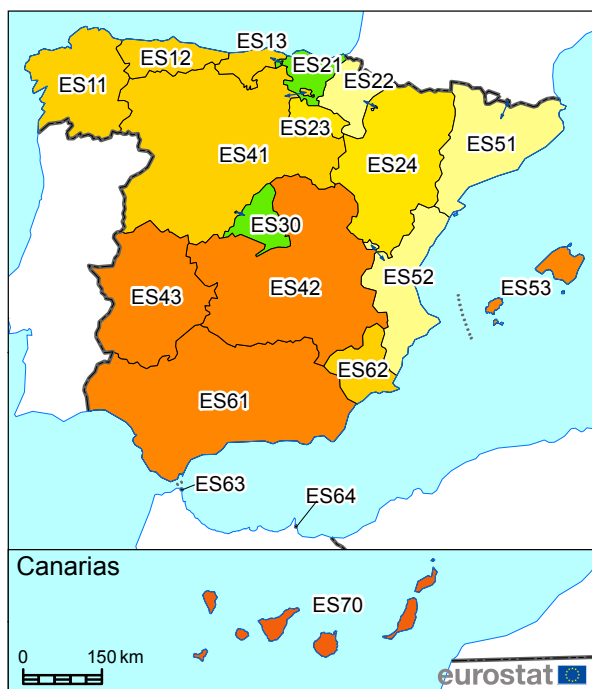 ES13
ES12
ES21
ES11
ES22
ES23
ES51
ES41
ES24
ES30
ES52
ES42
ES43
ES53
ES62
ES61
ES63
ES64
Canarias
ES70
0 150 km
eurostat